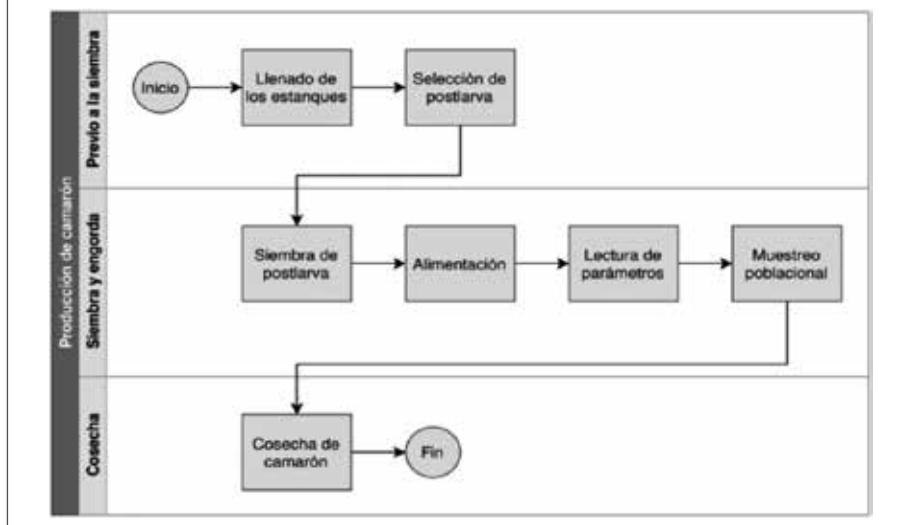 Producción de camarón
Previo a la siembra
Inicio
Llenado de
los estanques
Selección de
postlarva
Siembra y engorda
Siembra de
postlarva
Alimentación
Lectura de
parámetros
Muestreo
poblacional
Cosecha
Cosecha de
camarón
Fin